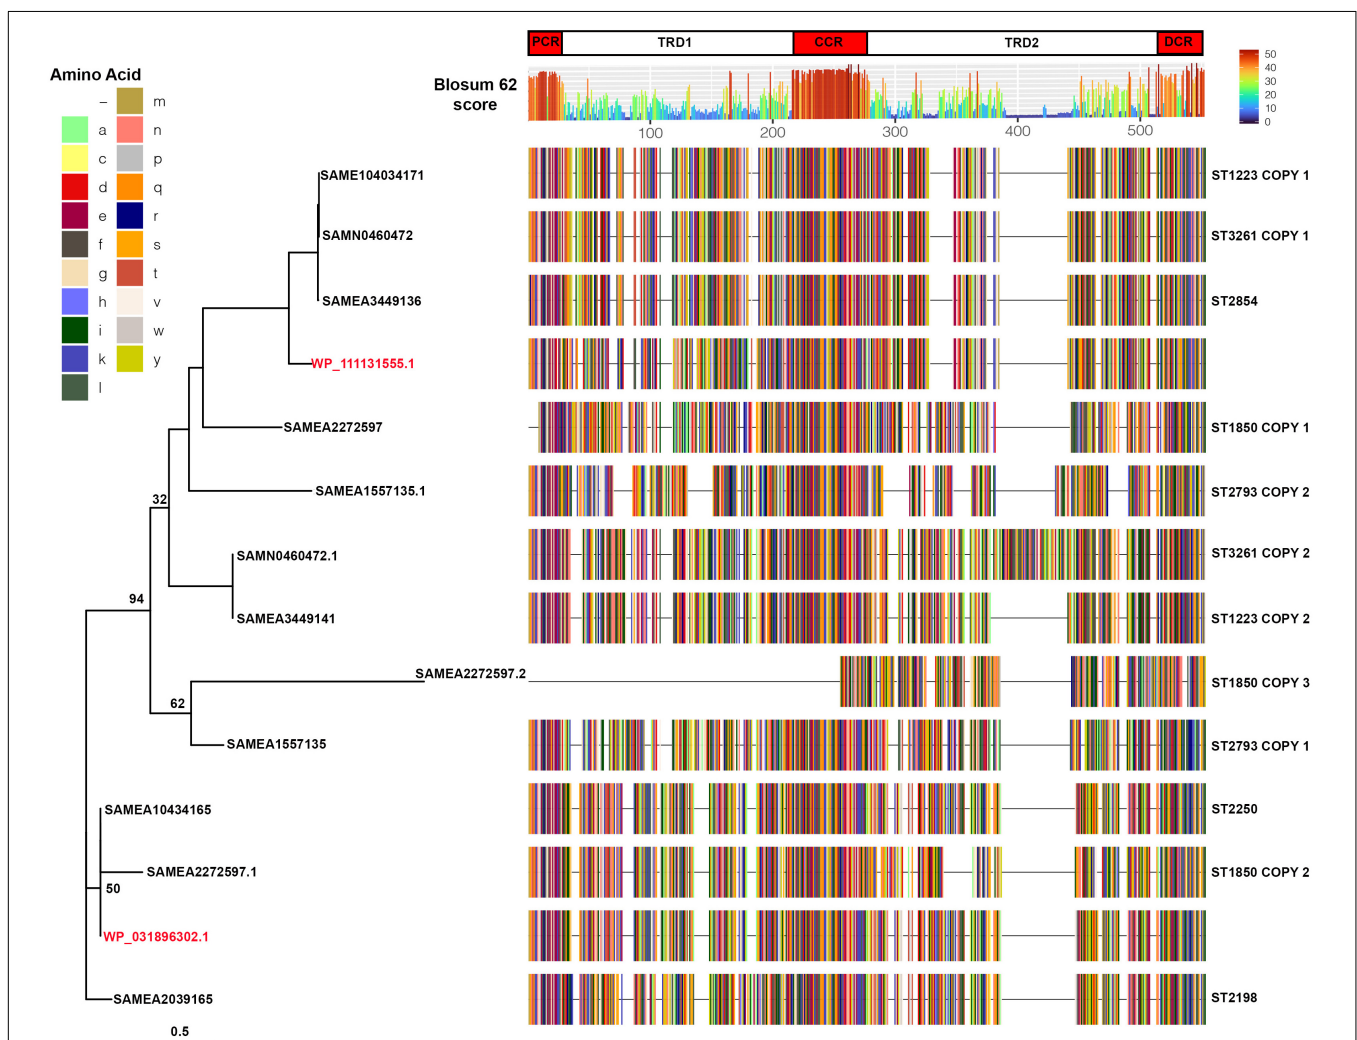 PCR TRD1 CCR TRD2 DCR
Amino Acid
Blosum 62
score
50
40
30
20
10
0
100 200 300 400 500
– m
a n
c p
d q
e r
f s
g t
h v
i w
k y
l
SAME104034171 ST1223 COPY 1
SAMN0460472 ST3261 COPY 1
SAMEA3449136 ST2854
WP_111131555.1
SAMEA2272597 ST1850 COPY 1
SAMEA1557135.1 ST2793 COPY 2
32
SAMN0460472.1 ST3261 COPY 2
94
SAMEA3449141 ST1223 COPY 2
SAMEA2272597.2 ST1850 COPY 3
62
SAMEA1557135 ST2793 COPY 1
SAMEA10434165 ST2250
SAMEA2272597.1 ST1850 COPY 2
50
WP_031896302.1
SAMEA2039165 ST2198
0.5